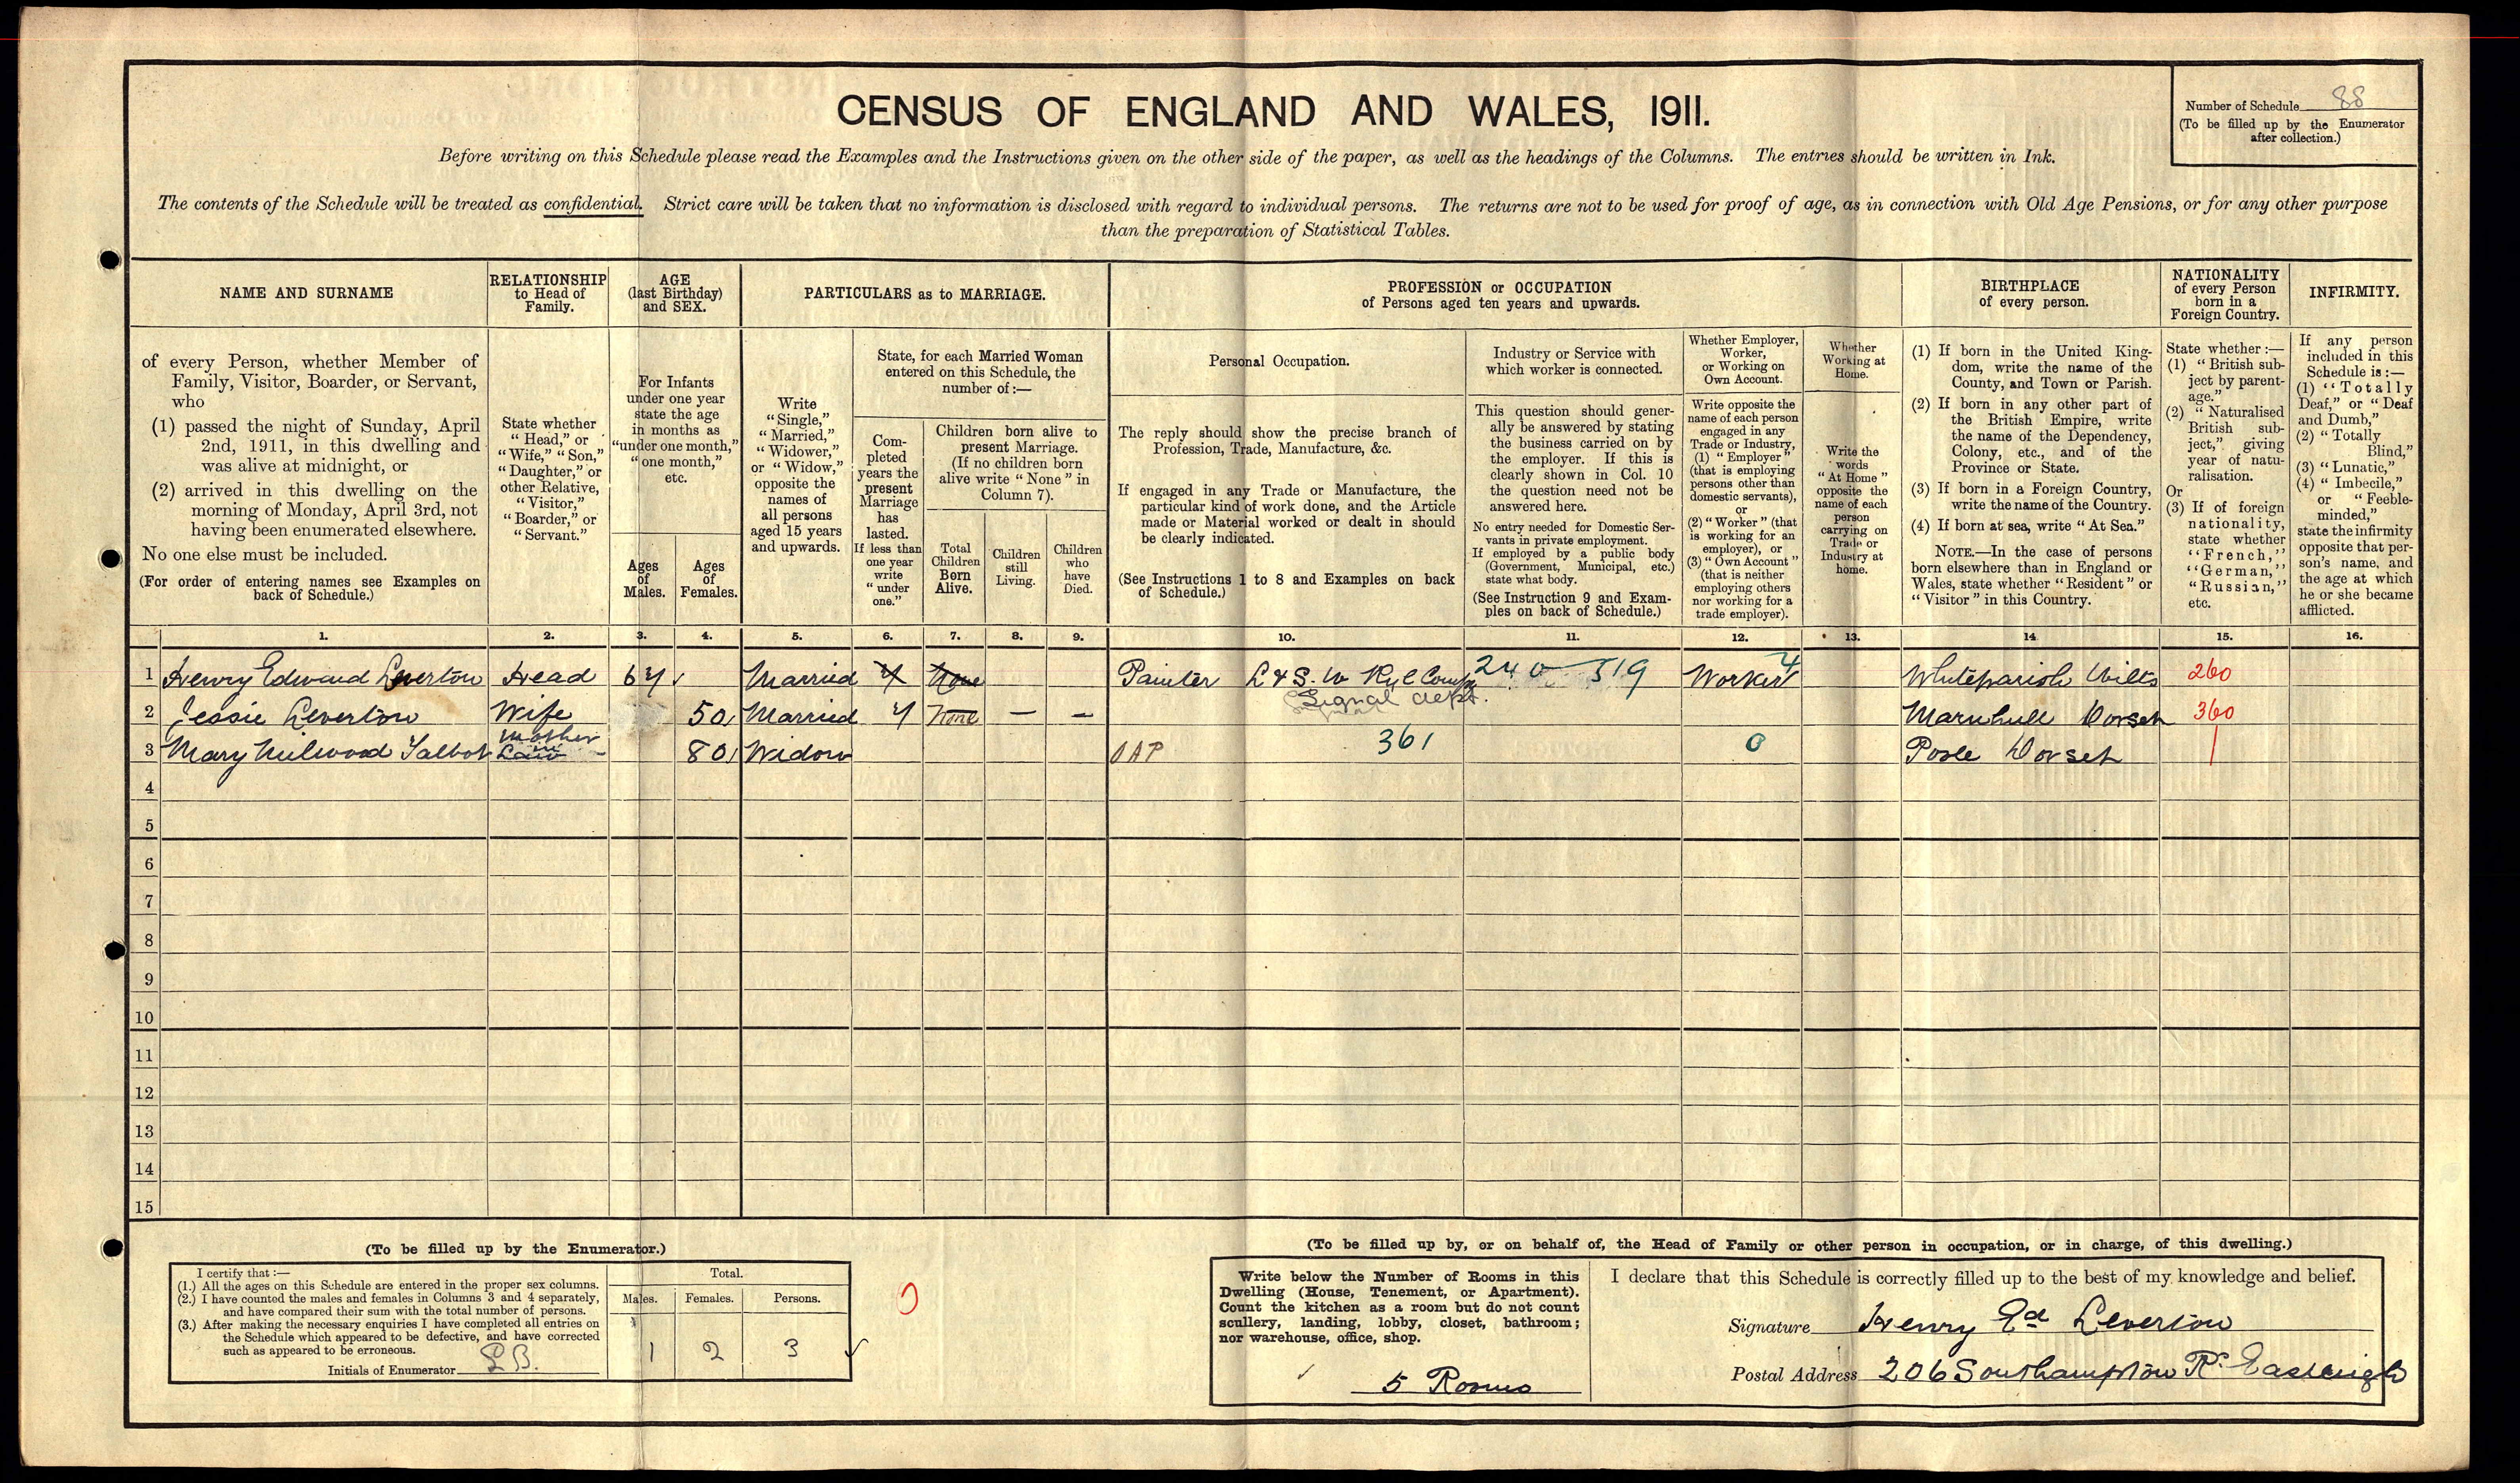 CENSUS OF ENGLAND AND WALES, 1911.
Number of Schedule 88
(To be filled up by the Enumerator
after collection.)
Before writing on this Schedule please read the Examples and the Instructions given on the other side of the paper, as well as the headings of the Columns. The entries should be written in Ink.
The contents of the Schedule will be treated as confidential. Strict care will be taken that no information is disclosed with regard to individual persons. The returns are not to be used for proof of age, as in connection with Old Age Pensions, or for any other purpose
than the preparation of Statistical Tables.
NAME AND SURNAME
of every Person, whether Member of
Family, Visitor, Boarder, or Servant,
who
(1) passed the night of Sunday, April
2nd, 1911, in this dwelling and
was alive at midnight, or
(2) arrived in this dwelling on the
morning of Monday, April 3rd, not
having been enumerated elsewhere.
No one else must be included.
(For order of entering names see Examples on
back of Schedule.)
RELATIONSHIP
to Head of
Family.
State whether
"Head," or
"Wife," "Son,"
"Daughter," or
other Relative,
"Visitor,"
"Boarder," or
"Servant."
AGE
(last Birthday)
and SEX.
For Infants
under one year
state the age
in months as
"under one month,"
"one month,"
etc.
Ages
of
Males.
Ages
of
Females.
PARTICULARS as to MARRIAGE.
Write
"Single,"
"Married,"
"Widower,"
or "Widow,"
opposite the
names of
all persons
aged 15 years
and upwards.
State, for each Married Woman
entered on this Schedule, the
number of:—
Com-
pleted
years the
present
Marriage
has
lasted.
If less than
one year
write
"under
one."
Children born alive to
present Marriage.
(If no children born
alive write "None" in
Column 7).
Total
Children
Born
Alive.
Children
still
Living.
Children
who
have
Died.
PROFESSION or OCCUPATION
of Persons aged ten years and upwards.
Personal Occupation.
The reply should show the precise branch of
Profession, Trade, Manufacture, &c.
If engaged in any Trade or Manufacture, the
particular kind of work done, and the Article
made or Material worked or dealt in should
be clearly indicated.
(See Instructions 1 to 8 and Examples on back
of Schedule.)
Industry or Service with
which worker is connected.
This question should gener-
ally be answered by stating
the business carried on by
the employer. If this is
clearly shown in Col. 10
the question need not be
answered here.
No entry needed for Domestic Ser-
vants in private employment.
If employed by a public body
(Government, Municipal, etc.)
state what body.
(See Instruction 9 and Exam-
ples on back of Schedule.)
Whether Employer,
Worker,
or Working on
Own Account.
Write opposite the
name of each person
engaged in any
Trade or Industry,
(1) "Employer"
(that is employing
persons other than
domestic servants),
or
(2) "Worker" (that
is working for an
employer), or
(3) "Own Account"
(that is neither
employing others
nor working for a
trade employer).
Whether
Working at
Home.
Write the
words
"At Home"
opposite the
name of each
person
carrying on
Trade or
Industry at
home.
BIRTHPLACE
of every person.
(1) If born in the United King-
dom, write the name of the
County, and Town or Parish.
(2) If born in any other part of
the British Empire, write
the name of the Dependency,
Colony, etc., and of the
Province or State.
(3) If born in a Foreign Country,
write the name of the Country.
(4) If born at sea, write "At Sea."
NOTE.—In the case of persons
born elsewhere than in England or
Wales, state whether "Resident" or
"Visitor" in this Country.
NATIONALITY
of every Person
born in a
Foreign Country.
State whether:—
(1) "British sub-
ject by parent-
age."
(2) "Naturalised
British sub-
ject," giving
year of natu-
ralisation.
Or
(3) If of foreign
nationality,
state whether
"French,"
"German,"
"Russian,"
etc.
INFIRMITY.
If any person
included in this
Schedule is:—
(1) "Totally
Deaf," or "Deaf
and Dumb,"
(2) "Totally
Blind,"
(3) "Lunatic,"
(4) "Imbecile,"
or "Feeble-
minded,"
state the infirmity
opposite that per-
son's name, and
the age at which
he or she became
afflicted.
1. 2. 3. 4. 5. 6. 7. 8. 9. 10. 11. 12. 13. 14. 15. 16.
1 Henry Edward Leverton Head 64 Married 4 None Painter L & S. W Ry Comp 240 519 Worker 4 Whiteparish Wilts 260
Signal dept.
2 Jessie Leverton Wife 50 Married 4 None — — Marnhull Dorset 360
3 Mary Milwood Talbot Mother in Law 80 Widow OAP 361 0 Poole Dorset
4
5
6
7
8
9
10
11
12
13
14
15
(To be filled up by the Enumerator.)
I certify that:—
(1.) All the ages on this Schedule are entered in the proper sex columns.
(2.) I have counted the males and females in Columns 3 and 4 separately,
and have compared their sum with the total number of persons.
(3.) After making the necessary enquiries I have completed all entries on
the Schedule which appeared to be defective, and have corrected
such as appeared to be erroneous.
Initials of Enumerator
Total.
Males. Females. Persons.
1 2 3
(To be filled up by, or on behalf of, the Head of Family or other person in occupation, or in charge, of this dwelling.)
Write below the Number of Rooms in this
Dwelling (House, Tenement, or Apartment).
Count the kitchen as a room but do not count
scullery, landing, lobby, closet, bathroom;
nor warehouse, office, shop.
5 Rooms
I declare that this Schedule is correctly filled up to the best of my knowledge and belief.
Signature Henry Ed Leverton
Postal Address 206 Southampton Rd Eastleigh